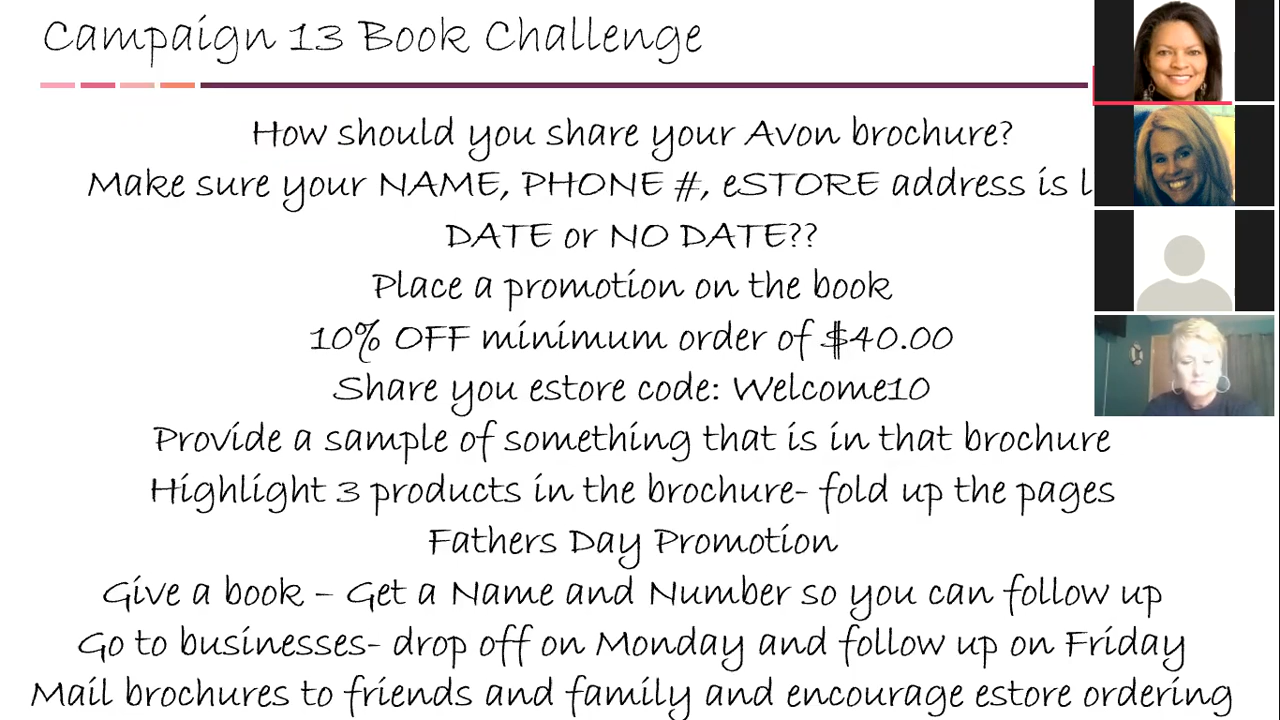 Campaign 13 Book Challenge
How should you share your Avon brochure?
Make sure your NAME, PHONE #, eSTORE address is
DATE or NO DATE??
Place a promotion on the book
10% OFF minimum order of $40.00
Share you estore code: Welcome10
Provide a sample of something that is in that brochure
Highlight 3 products in the brochure- fold up the pages
Fathers Day Promotion
Give a book – Get a Name and Number so you can follow up
Go to businesses- drop off on Monday and follow up on Friday
Mail brochures to friends and family and encourage estore ordering